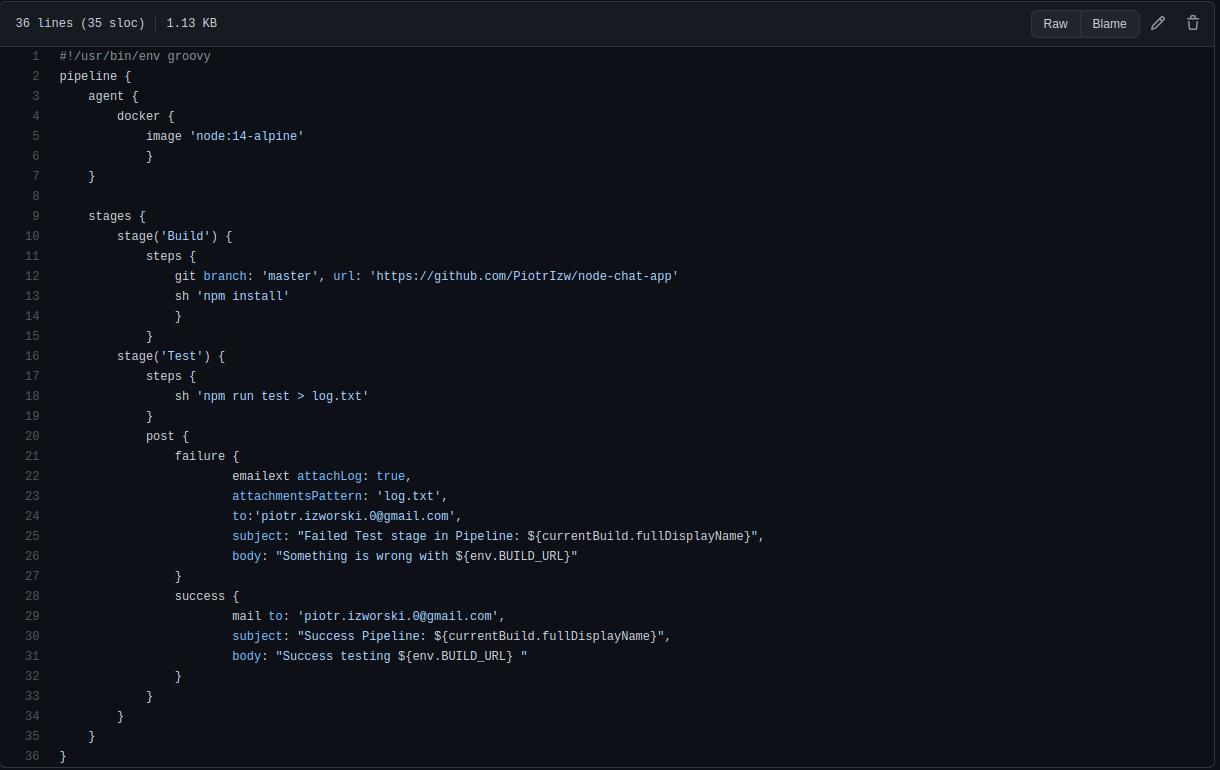 36 lines (35 sloc) 1.13 KB Raw Blame
1 #!/usr/bin/env groovy
2 pipeline {
3     agent {
4         docker {
5             image 'node:14-alpine'
6             }
7     }
8
9     stages {
10         stage('Build') {
11             steps {
12                 git branch: 'master', url: 'https://github.com/PiotrIzw/node-chat-app'
13                 sh 'npm install'
14                 }
15             }
16         stage('Test') {
17             steps {
18                 sh 'npm run test > log.txt'
19             }
20             post {
21                 failure {
22                         emailext attachLog: true,
23                         attachmentsPattern: 'log.txt',
24                         to:'piotr.izworski.0@gmail.com',
25                         subject: "Failed Test stage in Pipeline: ${currentBuild.fullDisplayName}",
26                         body: "Something is wrong with ${env.BUILD_URL}"
27                 }
28                 success {
29                         mail to: 'piotr.izworski.0@gmail.com',
30                         subject: "Success Pipeline: ${currentBuild.fullDisplayName}",
31                         body: "Success testing ${env.BUILD_URL} "
32                 }
33             }
34         }
35     }
36 }